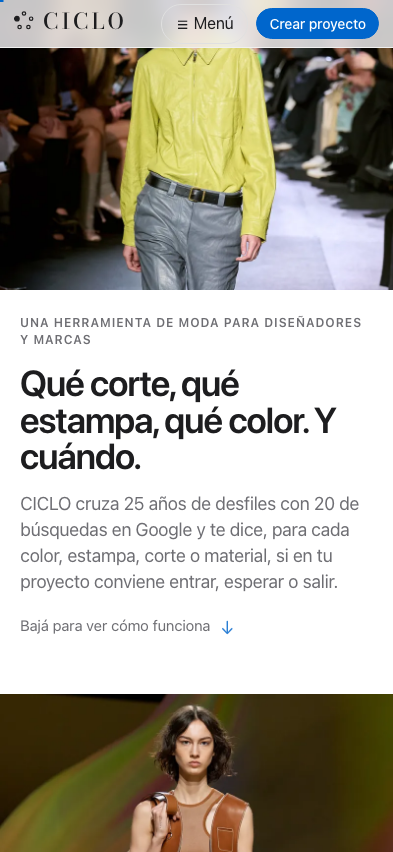 CICLO
Menú
Crear proyecto
UNA HERRAMIENTA DE MODA PARA DISEÑADORES
Y MARCAS
Qué corte, qué
estampa, qué color. Y
cuándo.
CICLO cruza 25 años de desfiles con 20 de
búsquedas en Google y te dice, para cada
color, estampa, corte o material, si en tu
proyecto conviene entrar, esperar o salir.
Bajá para ver cómo funciona